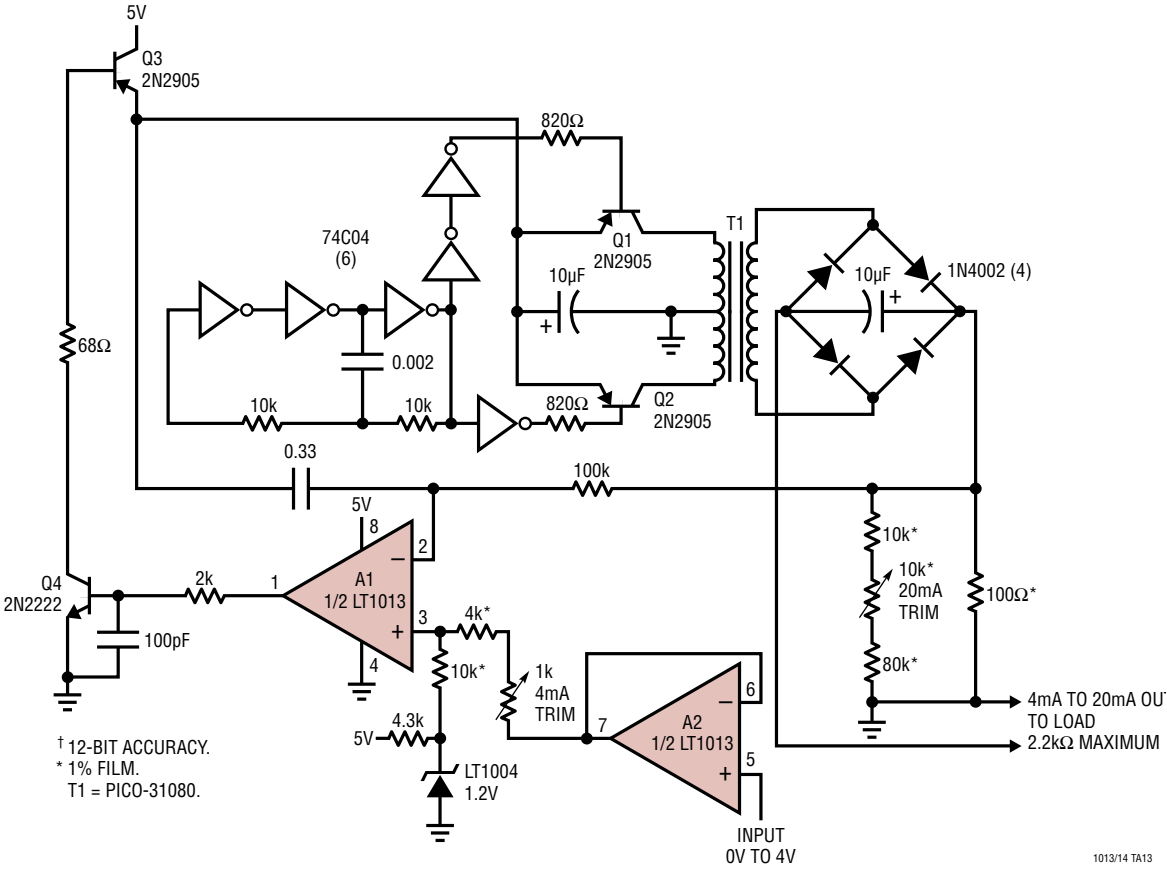 5V
Q3
2N2905
820Ω
T1
74C04
(6)
Q1
2N2905
10µF
+
10µF
+
1N4002 (4)
68Ω
0.002
10k
10k
820Ω
Q2
2N2905
0.33
100k
5V
8
2
–
A1
1/2 LT1013
1
3
+
4
2k
Q4
2N2222
100pF
4k*
10k*
1k
4mA
TRIM
10k*
10k*
20mA
TRIM
80k*
100Ω*
6
–
A2
1/2 LT1013
7
5
+
4.3k
5V
LT1004
1.2V
4mA TO 20mA OUT
TO LOAD
2.2kΩ MAXIMUM
INPUT
0V TO 4V
† 12-BIT ACCURACY.
* 1% FILM.
T1 = PICO-31080.
1013/14 TA13